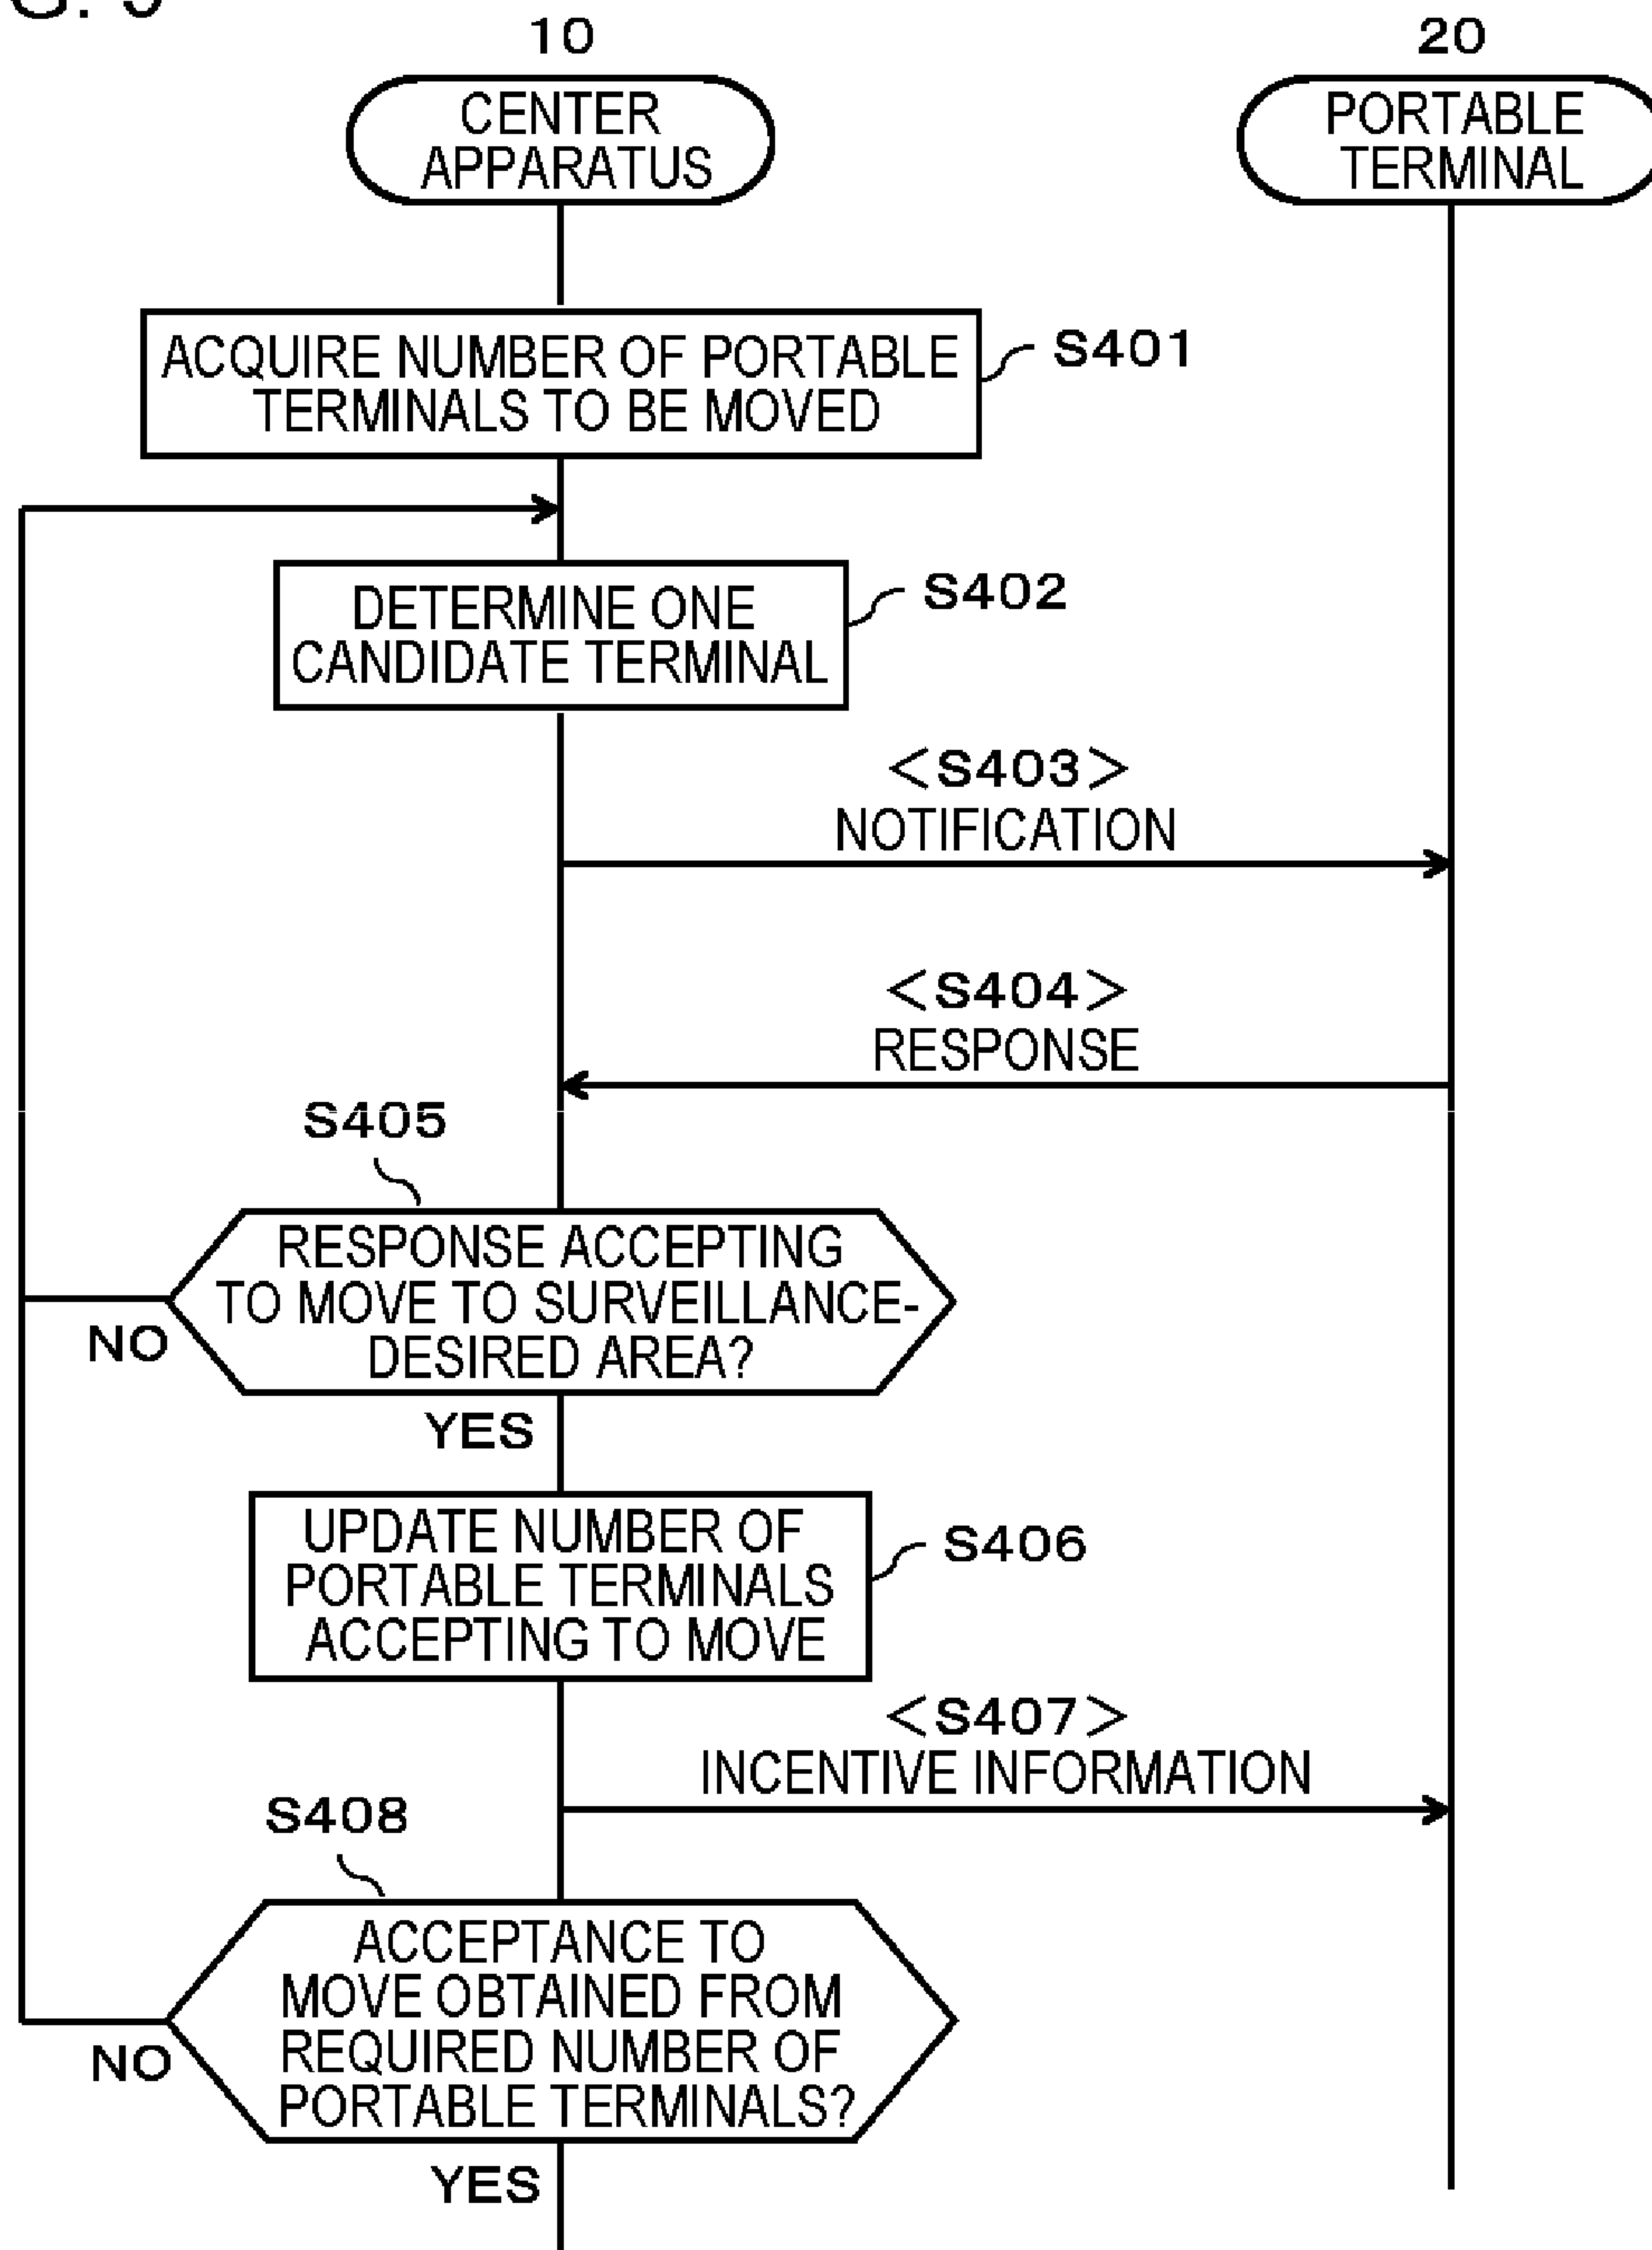 10
CENTER
APPARATUS
20
PORTABLE
TERMINAL
ACQUIRE NUMBER OF PORTABLE
TERMINALS TO BE MOVED
S401
DETERMINE ONE
CANDIDATE TERMINAL
S402
<S403>
NOTIFICATION
<S404>
RESPONSE
S405
RESPONSE ACCEPTING
TO MOVE TO SURVEILLANCE-
DESIRED AREA?
NO
YES
UPDATE NUMBER OF
PORTABLE TERMINALS
ACCEPTING TO MOVE
S406
<S407>
INCENTIVE INFORMATION
S408
ACCEPTANCE TO
MOVE OBTAINED FROM
REQUIRED NUMBER OF
PORTABLE TERMINALS?
NO
YES